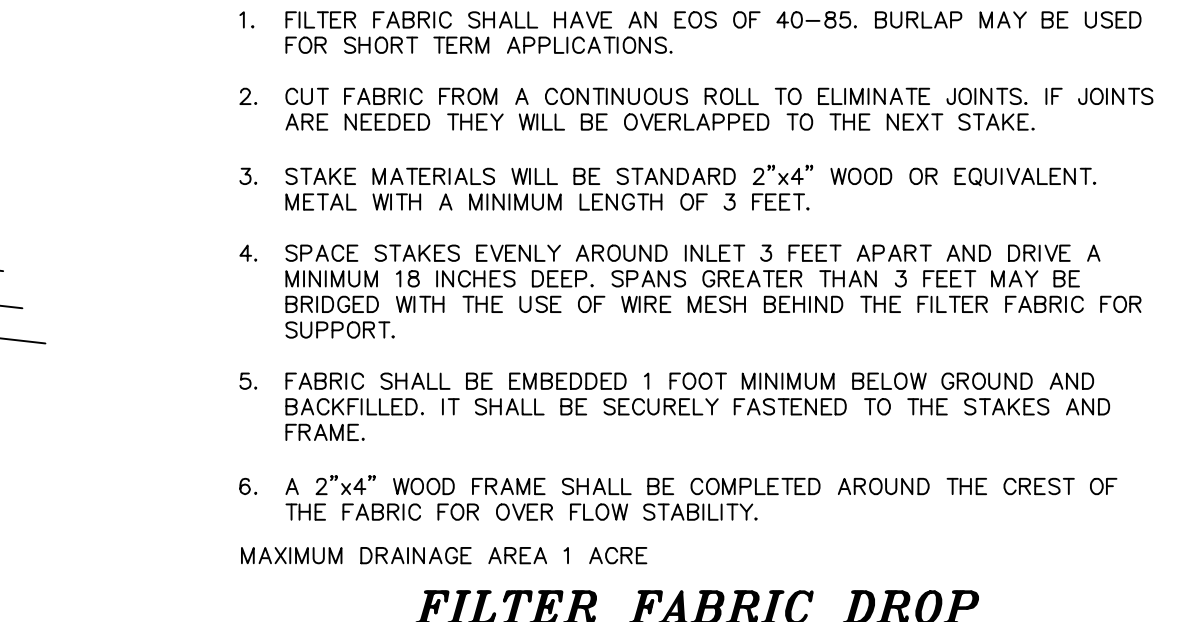 1. FILTER FABRIC SHALL HAVE AN EOS OF 40-85. BURLAP MAY BE USED
FOR SHORT TERM APPLICATIONS.
2. CUT FABRIC FROM A CONTINUOUS ROLL TO ELIMINATE JOINTS. IF JOINTS
ARE NEEDED THEY WILL BE OVERLAPPED TO THE NEXT STAKE.
3. STAKE MATERIALS WILL BE STANDARD 2"x4" WOOD OR EQUIVALENT.
METAL WITH A MINIMUM LENGTH OF 3 FEET.
4. SPACE STAKES EVENLY AROUND INLET 3 FEET APART AND DRIVE A
MINIMUM 18 INCHES DEEP. SPANS GREATER THAN 3 FEET MAY BE
BRIDGED WITH THE USE OF WIRE MESH BEHIND THE FILTER FABRIC FOR
SUPPORT.
5. FABRIC SHALL BE EMBEDDED 1 FOOT MINIMUM BELOW GROUND AND
BACKFILLED. IT SHALL BE SECURELY FASTENED TO THE STAKES AND
FRAME.
6. A 2"x4" WOOD FRAME SHALL BE COMPLETED AROUND THE CREST OF
THE FABRIC FOR OVER FLOW STABILITY.
MAXIMUM DRAINAGE AREA 1 ACRE
FILTER FABRIC DROP